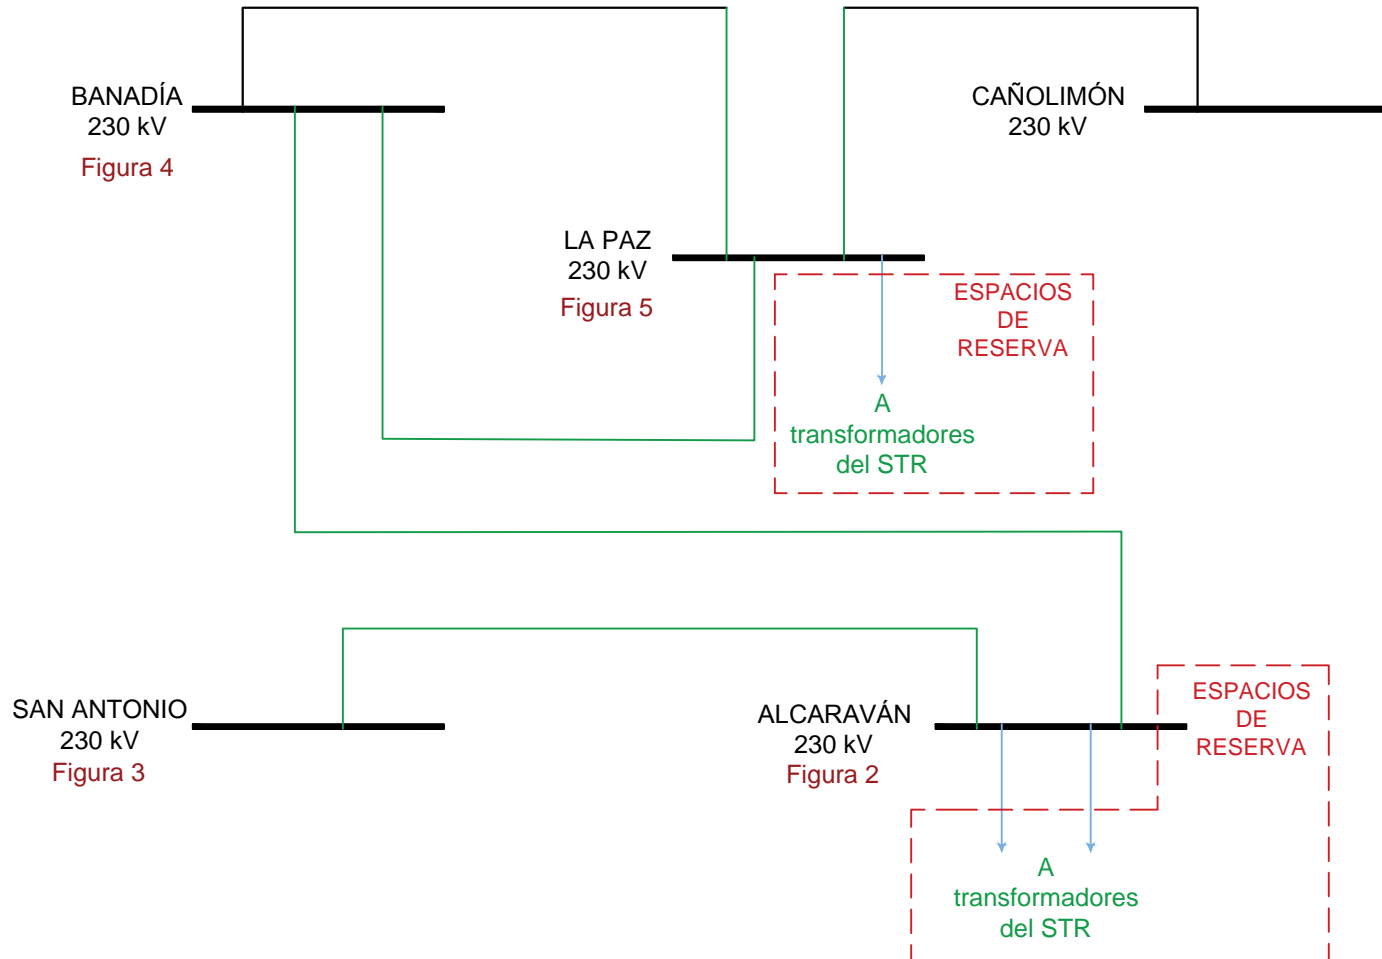 BANADÍA
230 kV
Figura 4
CAÑOLIMÓN
230 kV
LA PAZ
230 kV
Figura 5
ESPACIOS
DE
RESERVA
A
transformadores
del STR
SAN ANTONIO
230 kV
Figura 3
ALCARAVÁN
230 kV
Figura 2
ESPACIOS
DE
RESERVA
A
transformadores
del STR